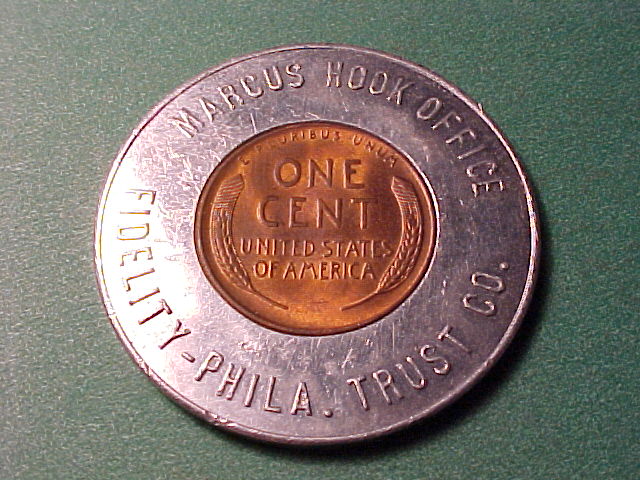 MARCUS HOOK OFFICE
FIDELITY-PHILA. TRUST CO.
E·PLURIBUS·UNUM
ONE
CENT
UNITED STATES
OF AMERICA